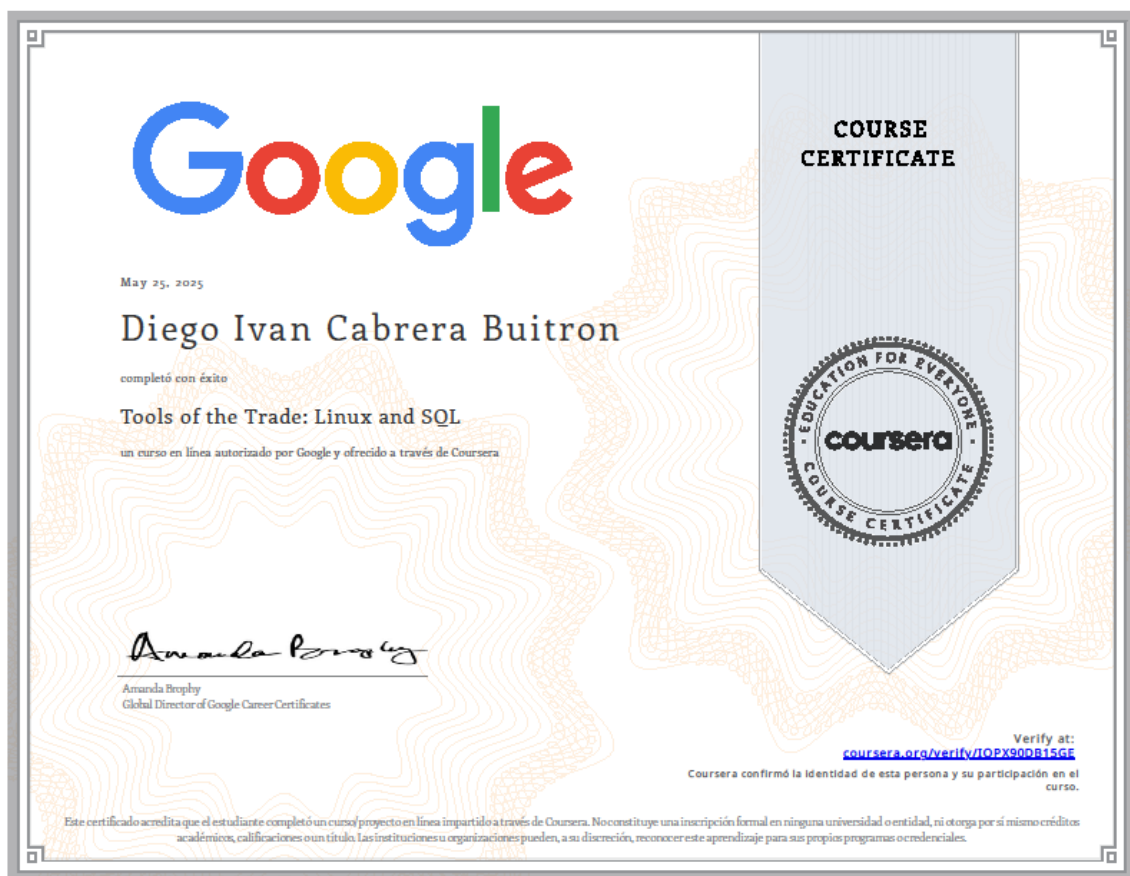 Google
COURSE
CERTIFICATE
May 25, 2025
Diego Ivan Cabrera Buitron
completó con éxito
Tools of the Trade: Linux and SQL
un curso en línea autorizado por Google y ofrecido a través de Coursera
EDUCATION FOR EVERYONE
coursera
COURSE CERTIFICATE
Amanda Brophy
Amanda Brophy
Global Director of Google Career Certificates
Verify at:
coursera.org/verify/IOPX90DB15GE
Coursera confirmó la identidad de esta persona y su participación en el
curso.
Este certificado acredita que el estudiante completó un curso/proyecto en línea impartido a través de Coursera. No constituye una inscripción formal en ninguna universidad o entidad, ni otorga por sí mismo créditos
académicos, calificaciones o un título. Las instituciones u organizaciones pueden, a su discreción, reconocer este aprendizaje para sus propios programas o credenciales.